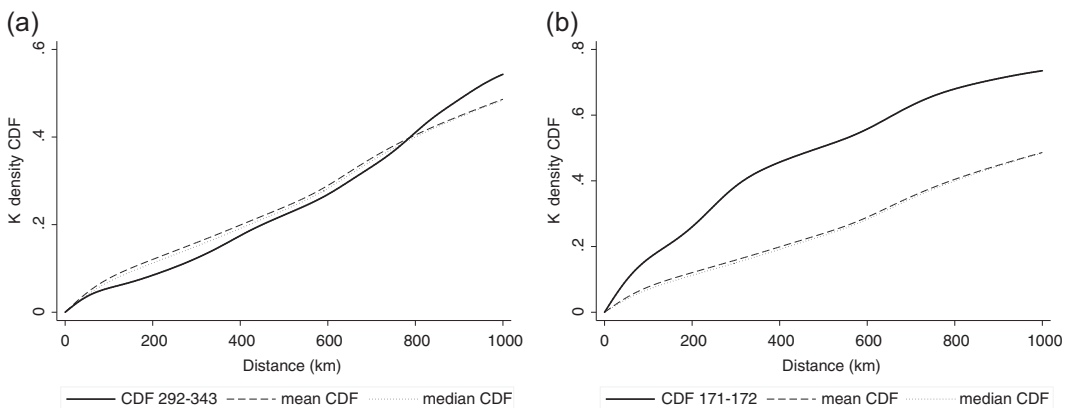 (a)
K density CDF
0
.2
.4
.6
0 200 400 600 800 1000
Distance (km)
CDF 292-343 mean CDF median CDF
(b)
K density CDF
0
.2
.4
.6
.8
0 200 400 600 800 1000
Distance (km)
CDF 171-172 mean CDF median CDF